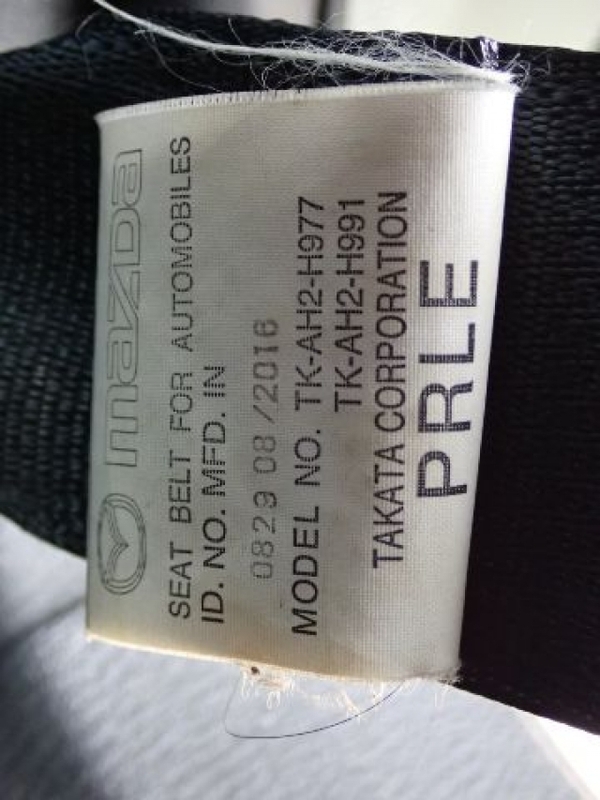 mazda
SEAT BELT FOR AUTOMOBILES
ID. NO. MFD. IN
0829 08/2016
MODEL NO. TK-AH2-H977
TK-AH2-H991
TAKATA CORPORATION
PRLE